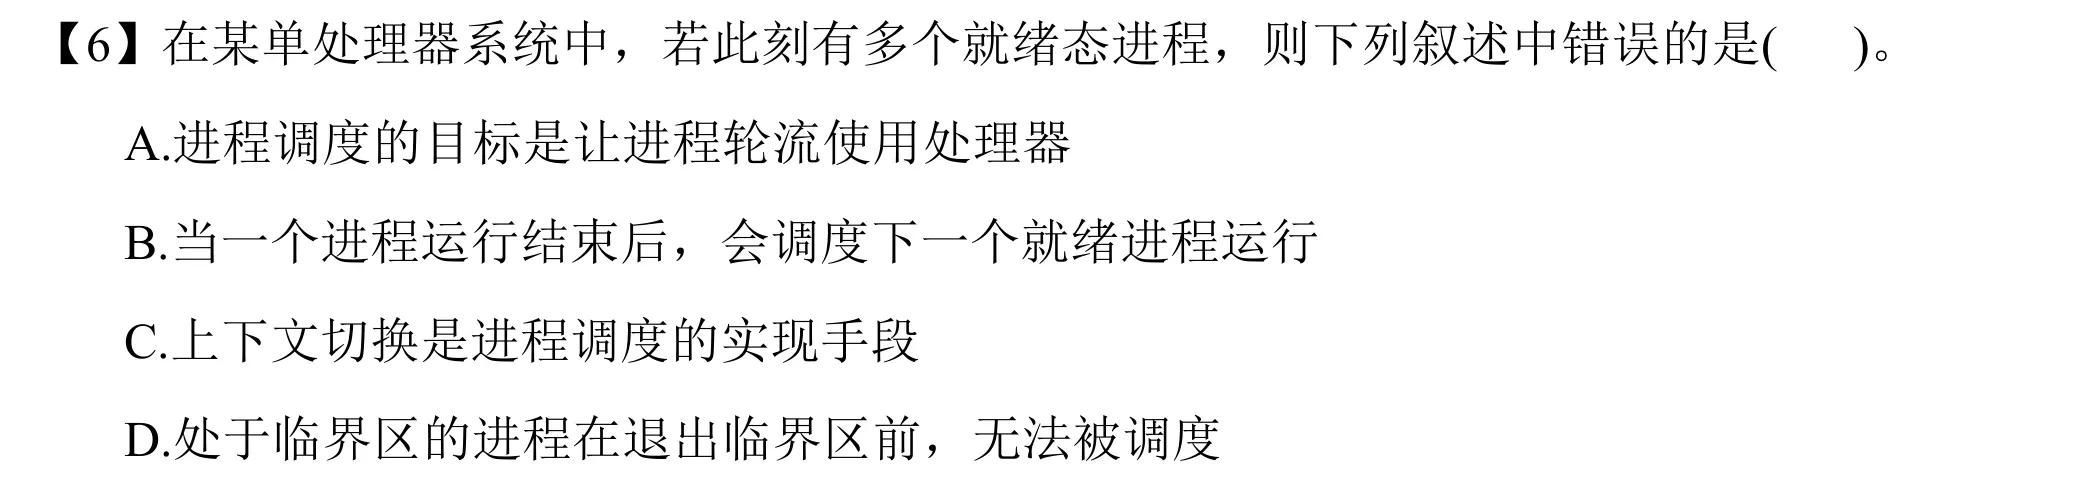 【6】在某单处理器系统中，若此刻有多个就绪态进程，则下列叙述中错误的是(    )。
A.进程调度的目标是让进程轮流使用处理器
B.当一个进程运行结束后，会调度下一个就绪进程运行
C.上下文切换是进程调度的实现手段
D.处于临界区的进程在退出临界区前，无法被调度